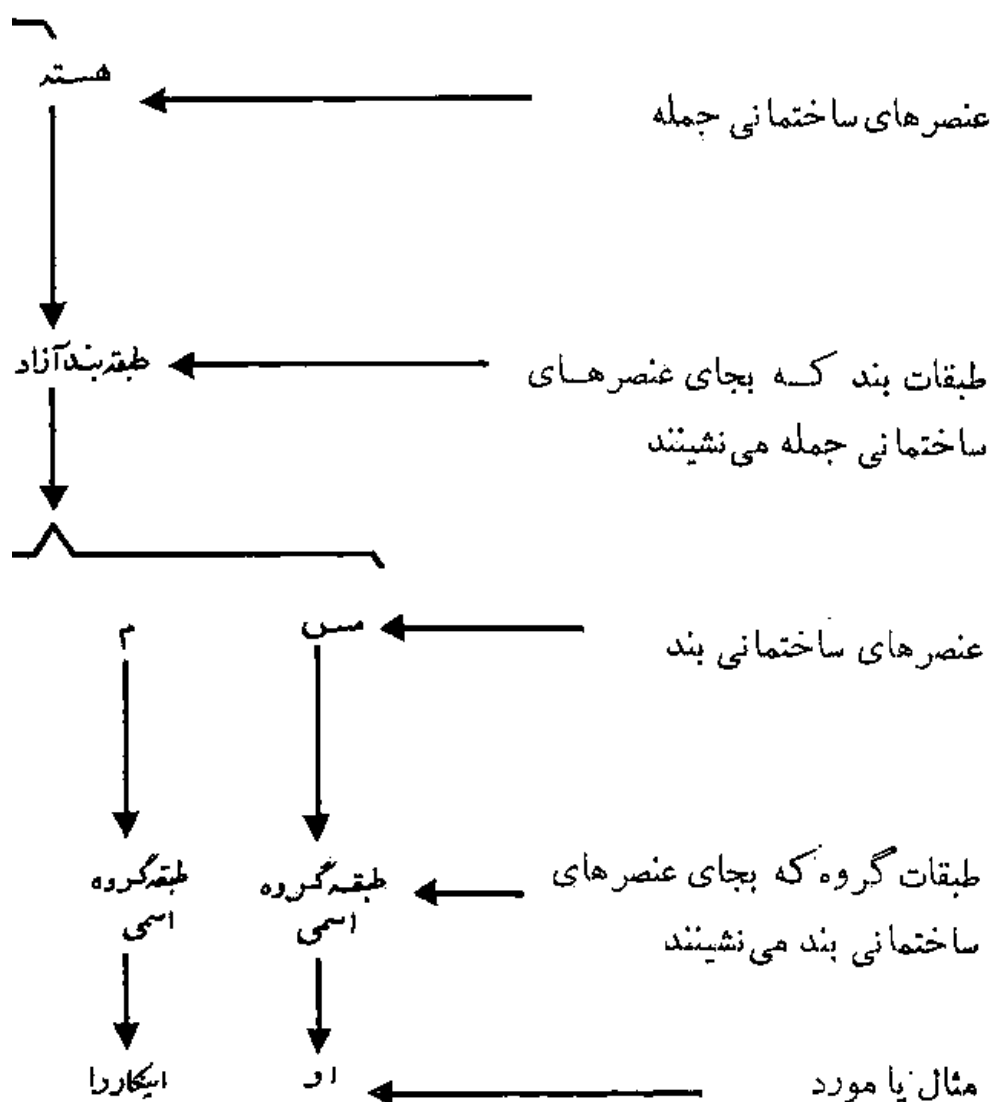 عنصرهای ساختمانی جمله
هسته
طبقات بند که بجای عنصرهای
ساختمانی جمله می‌نشینند
طبقه بند آزاد
عنصرهای ساختمانی بند
مس
م
طبقات گروه که بجای عنصرهای
ساختمانی بند می‌نشینند
طبقه گروه
اسمی
طبقه گروه
اسمی
مثال یا مورد
او
اینکار را